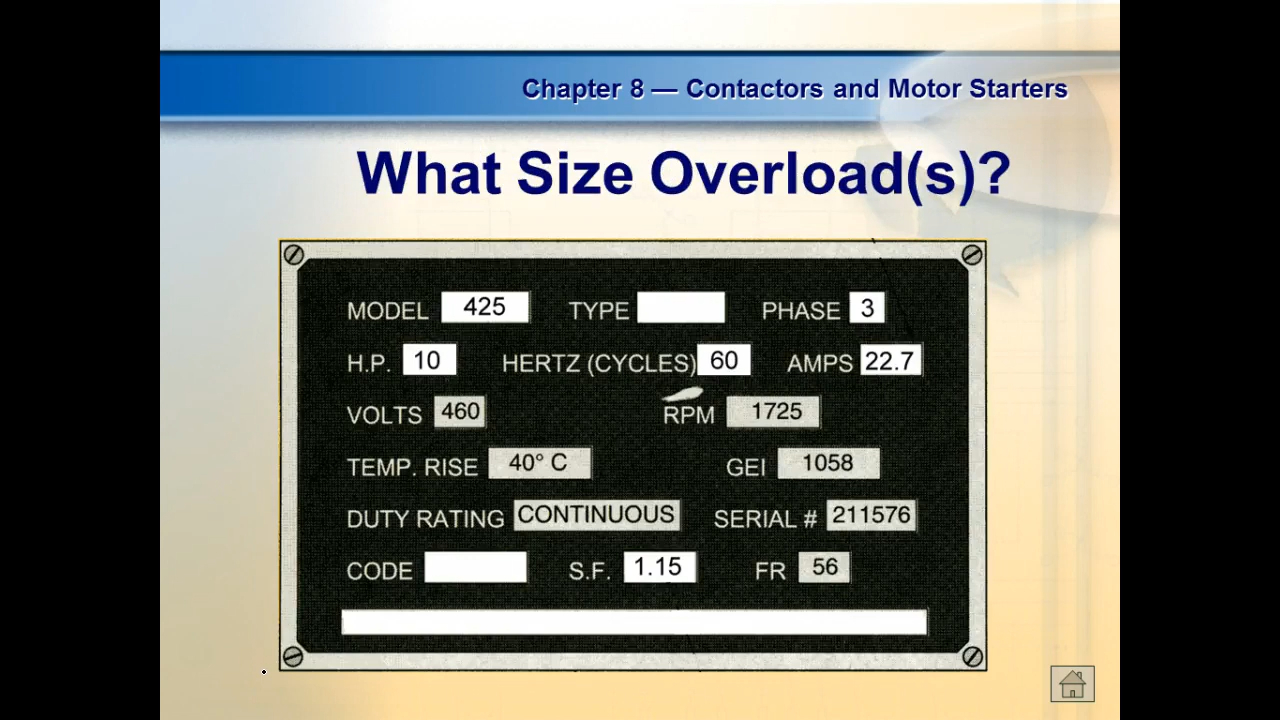 Chapter 8 — Contactors and Motor Starters
What Size Overload(s)?
MODEL 425 TYPE PHASE 3
H.P. 10 HERTZ (CYCLES) 60 AMPS 22.7
VOLTS 460 RPM 1725
TEMP. RISE 40° C GEI 1058
DUTY RATING CONTINUOUS SERIAL # 211576
CODE S.F. 1.15 FR 56